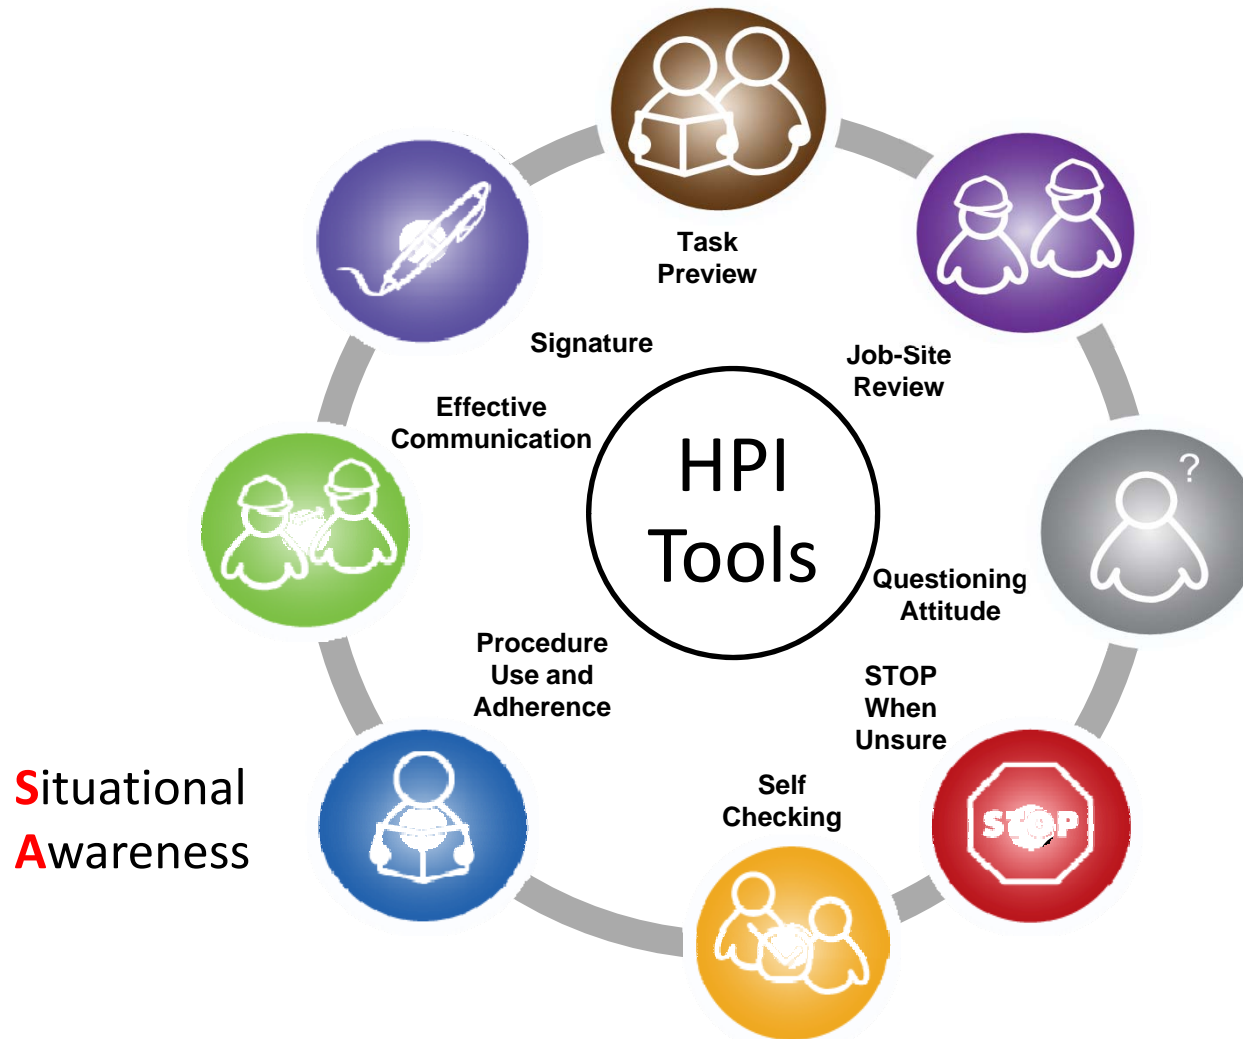 Task
Preview
Signature
Job-Site
Review
Effective
Communication
HPI
Tools
?
Questioning
Attitude
Procedure
Use and
Adherence
STOP
When
Unsure
Situational
Awareness
Self
Checking
STOP